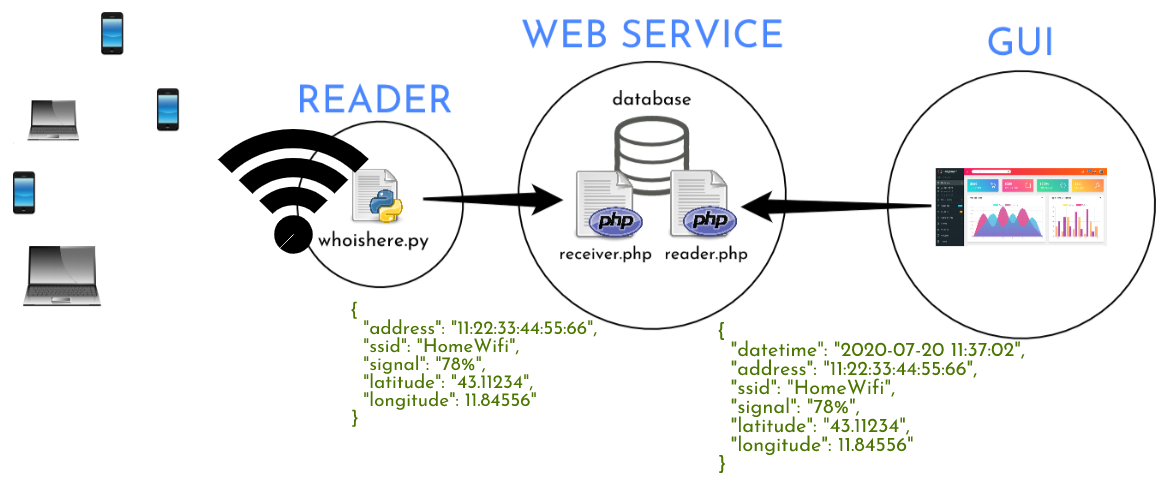 WEB SERVICE
GUI
READER
database
php
php
whoishere.py
receiver.php
reader.php
{
"address": "11:22:33:44:55:66",
"ssid": "HomeWifi",
"signal": "78%",
"latitude": "43.11234",
"longitude": 11.84556"
}
{
"datetime": "2020-07-20 11:37:02",
"address": "11:22:33:44:55:66",
"ssid": "HomeWifi",
"signal": "78%",
"latitude": "43.11234",
"longitude": 11.84556"
}